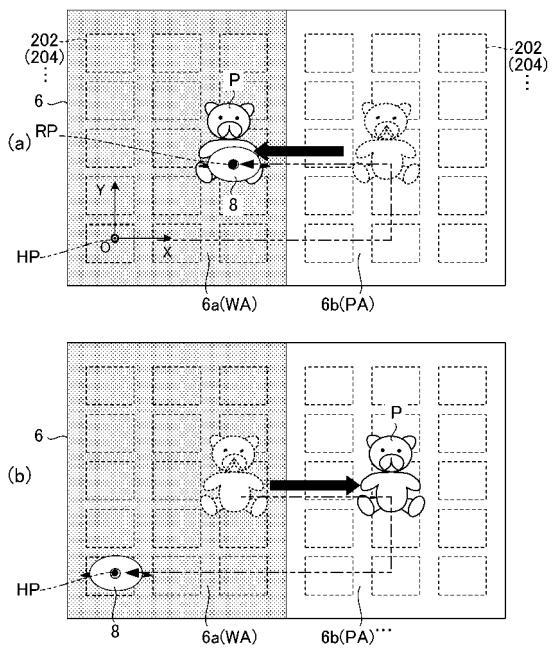 202
(204)
⋮
202
(204)
⋮
6
P
(a)
RP
Y
8
O
X
HP
6a(WA)
6b(PA)
6
P
(b)
HP
8
6a(WA)
6b(PA)…